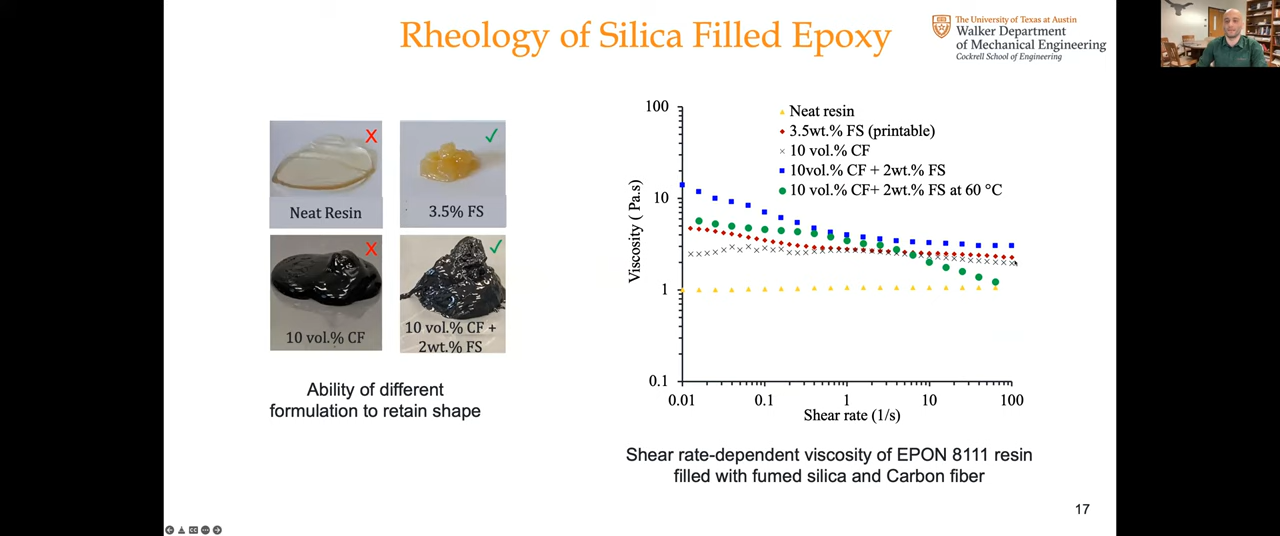 Rheology of Silica Filled Epoxy
The University of Texas at Austin
Walker Department
of Mechanical Engineering
Cockrell School of Engineering
X
✓
Neat Resin
3.5% FS
X
✓
10 vol.% CF
10 vol.% CF +
2wt.% FS
Ability of different
formulation to retain shape
Viscosity ( Pa.s)
100
10
1
0.1
Neat resin
3.5wt.% FS (printable)
10 vol.% CF
10vol.% CF + 2wt.% FS
10 vol.% CF+ 2wt.% FS at 60 °C
0.01 0.1 1 10 100
Shear rate (1/s)
Shear rate-dependent viscosity of EPON 8111 resin
filled with fumed silica and Carbon fiber
17